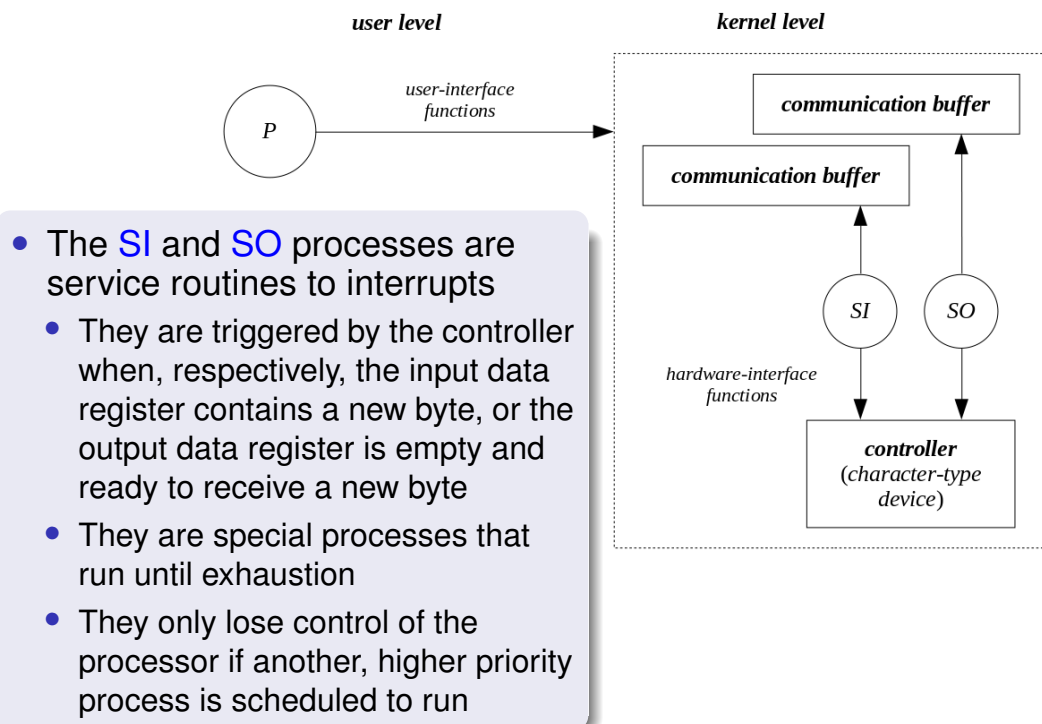 user level
kernel level
user-interface
functions
P
communication buffer
communication buffer
SI
SO
hardware-interface
functions
controller
(character-type
device)
• The SI and SO processes are
service routines to interrupts
• They are triggered by the controller
when, respectively, the input data
register contains a new byte, or the
output data register is empty and
ready to receive a new byte
• They are special processes that
run until exhaustion
• They only lose control of the
processor if another, higher priority
process is scheduled to run